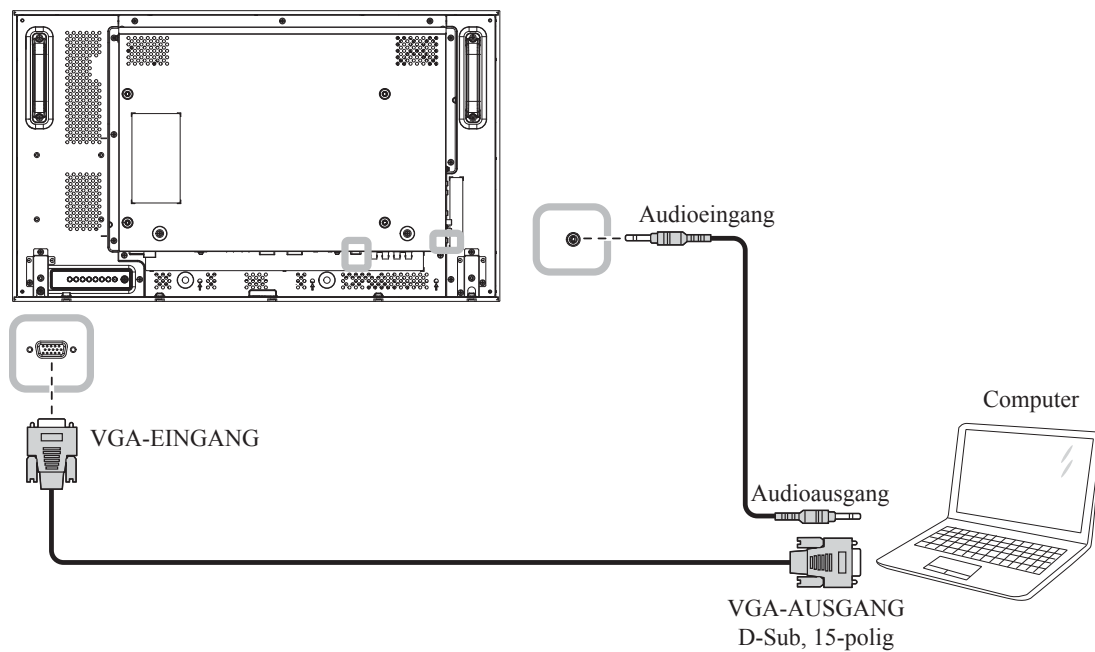 Audioeingang
Computer
VGA-EINGANG
Audioausgang
VGA-AUSGANG
D-Sub, 15-polig